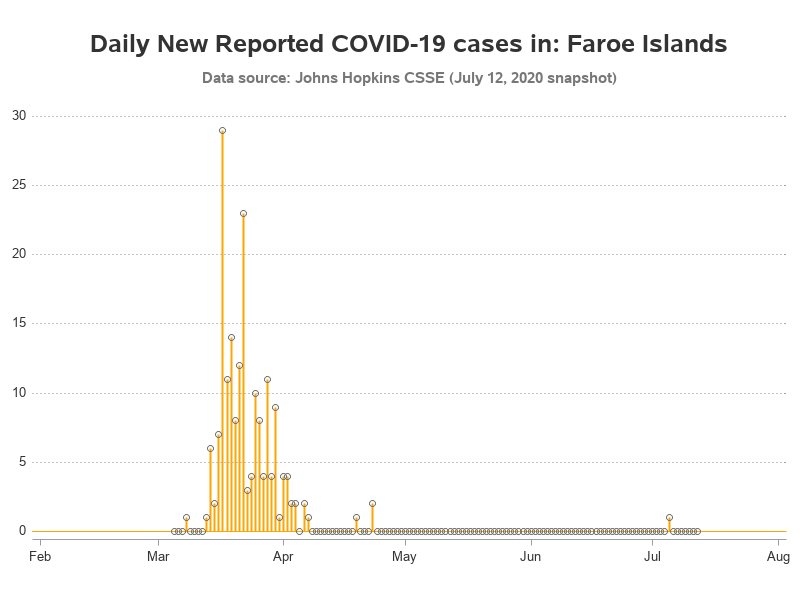 Daily New Reported COVID-19 cases in: Faroe Islands
Data source: Johns Hopkins CSSE (July 12, 2020 snapshot)
30
25
20
15
10
5
0
Feb Mar Apr May Jun Jul Aug